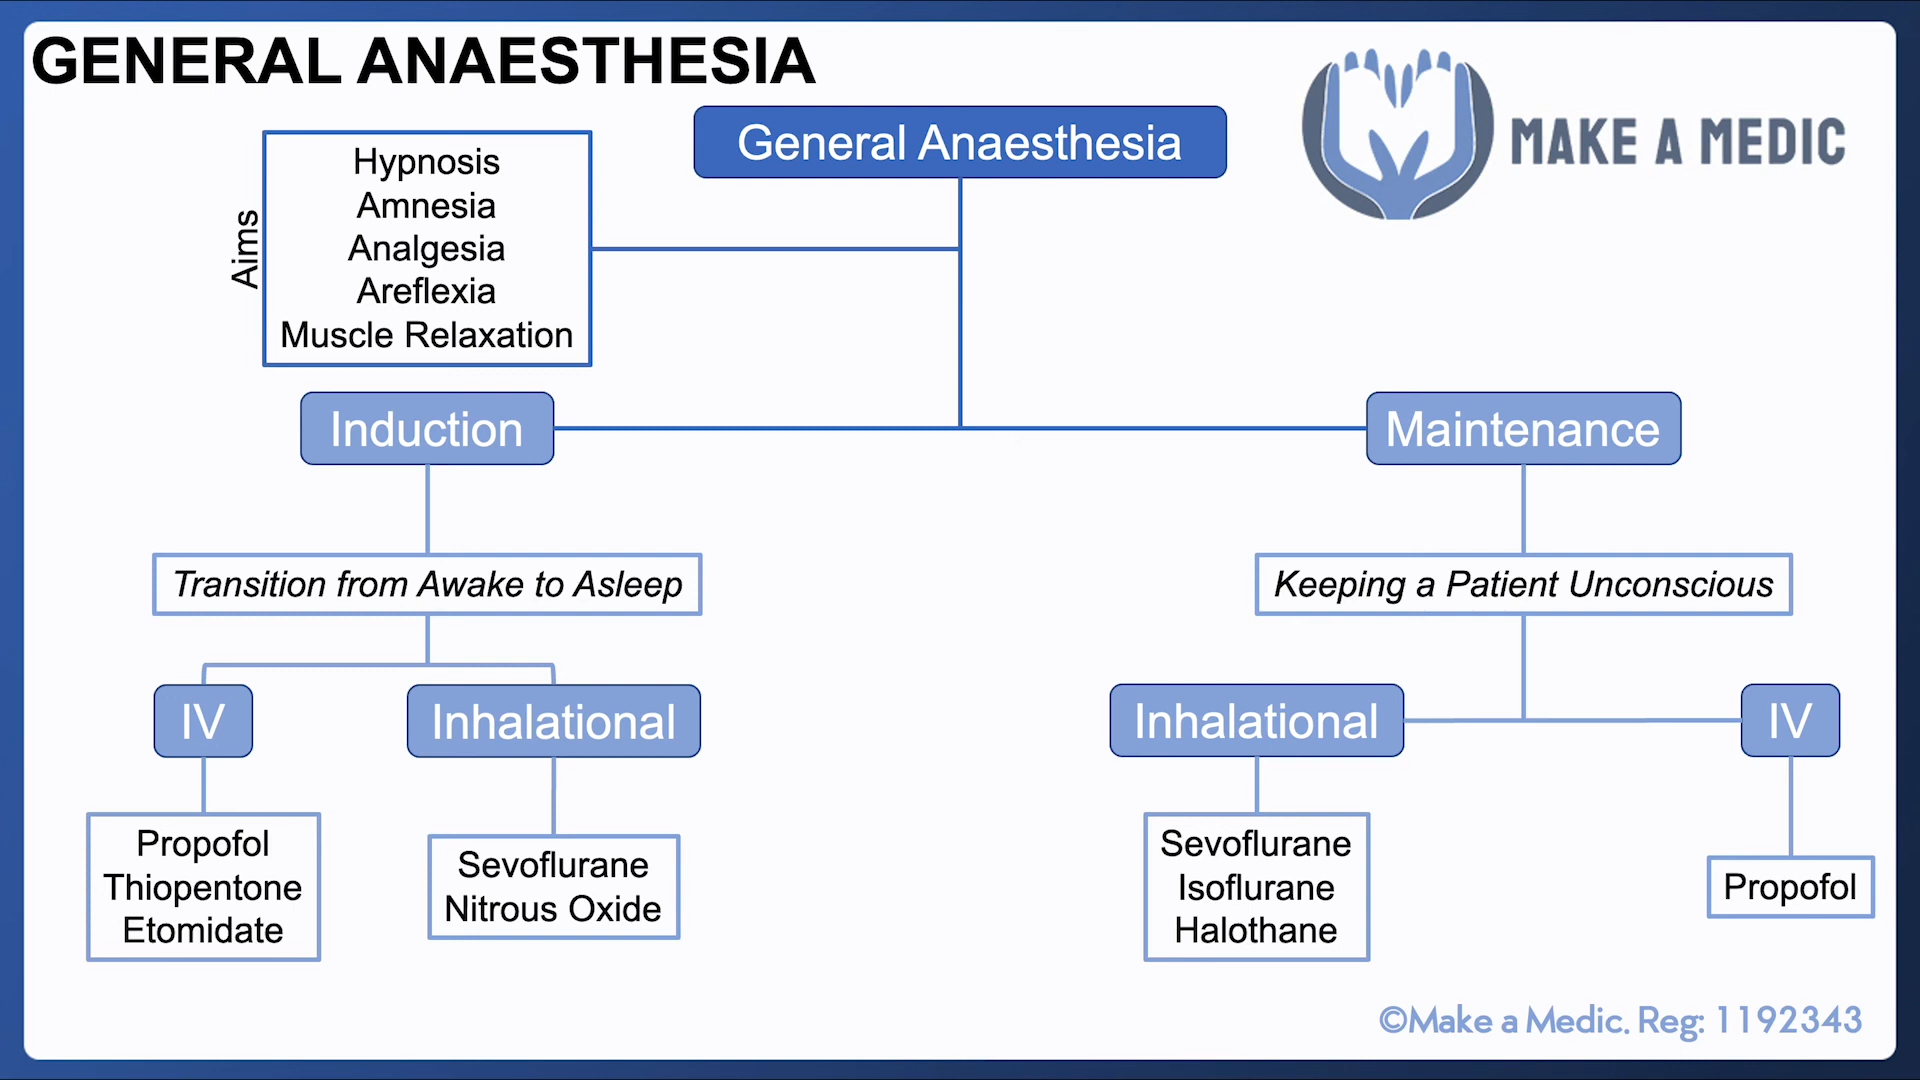 GENERAL ANAESTHESIA
MAKE A MEDIC
General Anaesthesia
Aims
Hypnosis
Amnesia
Analgesia
Areflexia
Muscle Relaxation
Induction
Maintenance
Transition from Awake to Asleep
Keeping a Patient Unconscious
IV
Inhalational
Inhalational
IV
Propofol
Thiopentone
Etomidate
Sevoflurane
Nitrous Oxide
Sevoflurane
Isoflurane
Halothane
Propofol
©Make a Medic. Reg: 1192343